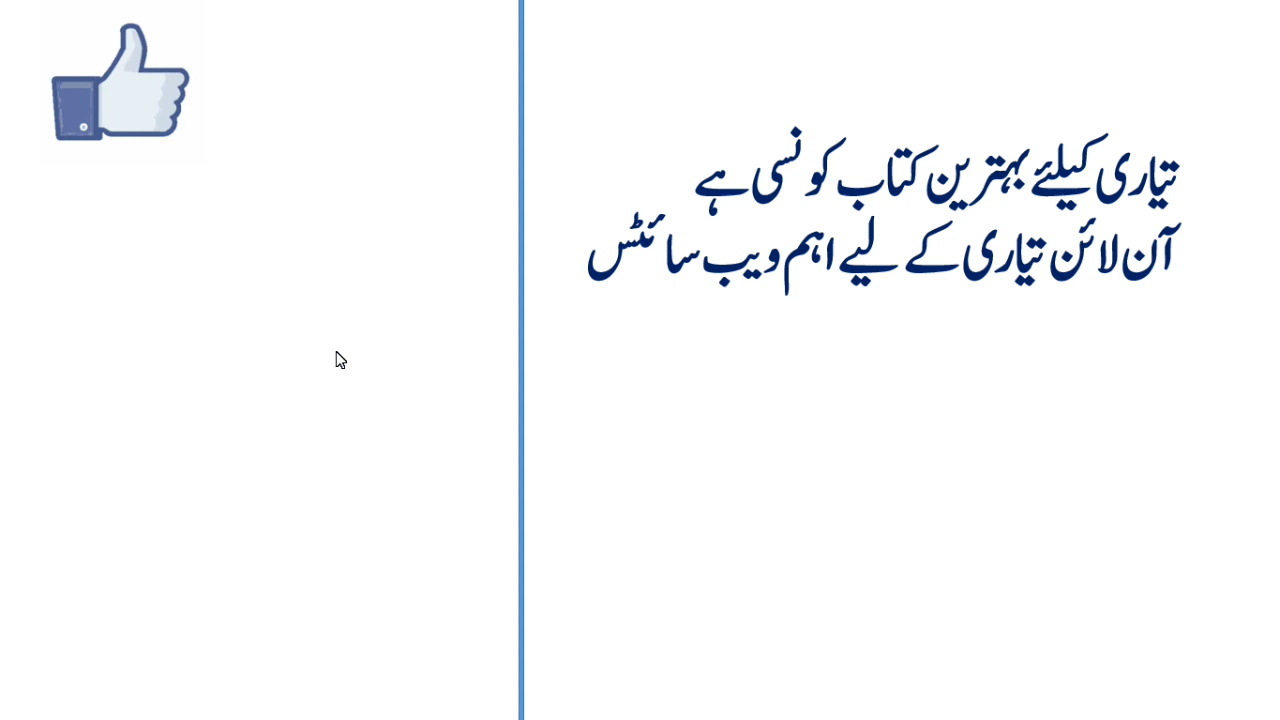 تیاری کیلئے بہترین کتاب کونسی ہے
آن لائن تیاری کے لیے اہم ویب سائٹس